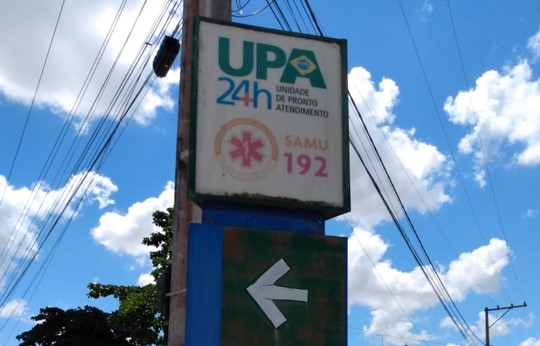 UPA
24h
UNIDADE
DE PRONTO
ATENDIMENTO
SAMU
192